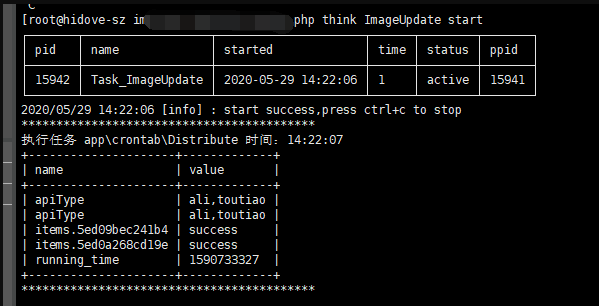 ^C
[root@hidove-sz im php think ImageUpdate start
pid name started time status ppid
15942 Task_ImageUpdate 2020-05-29 14:22:06 1 active 15941
2020/05/29 14:22:06 [info] : start success,press ctrl+c to stop
******************************************
执行任务 app\crontab\Distribute 时间：14:22:07
+----------------------+-------------+
| name | value |
+----------------------+-------------+
| apiType | ali,toutiao |
| apiType | ali,toutiao |
| items.5ed09bec241b4 | success |
| items.5ed0a268cd19e | success |
| running_time | 1590733327 |
+----------------------+-------------+
******************************************